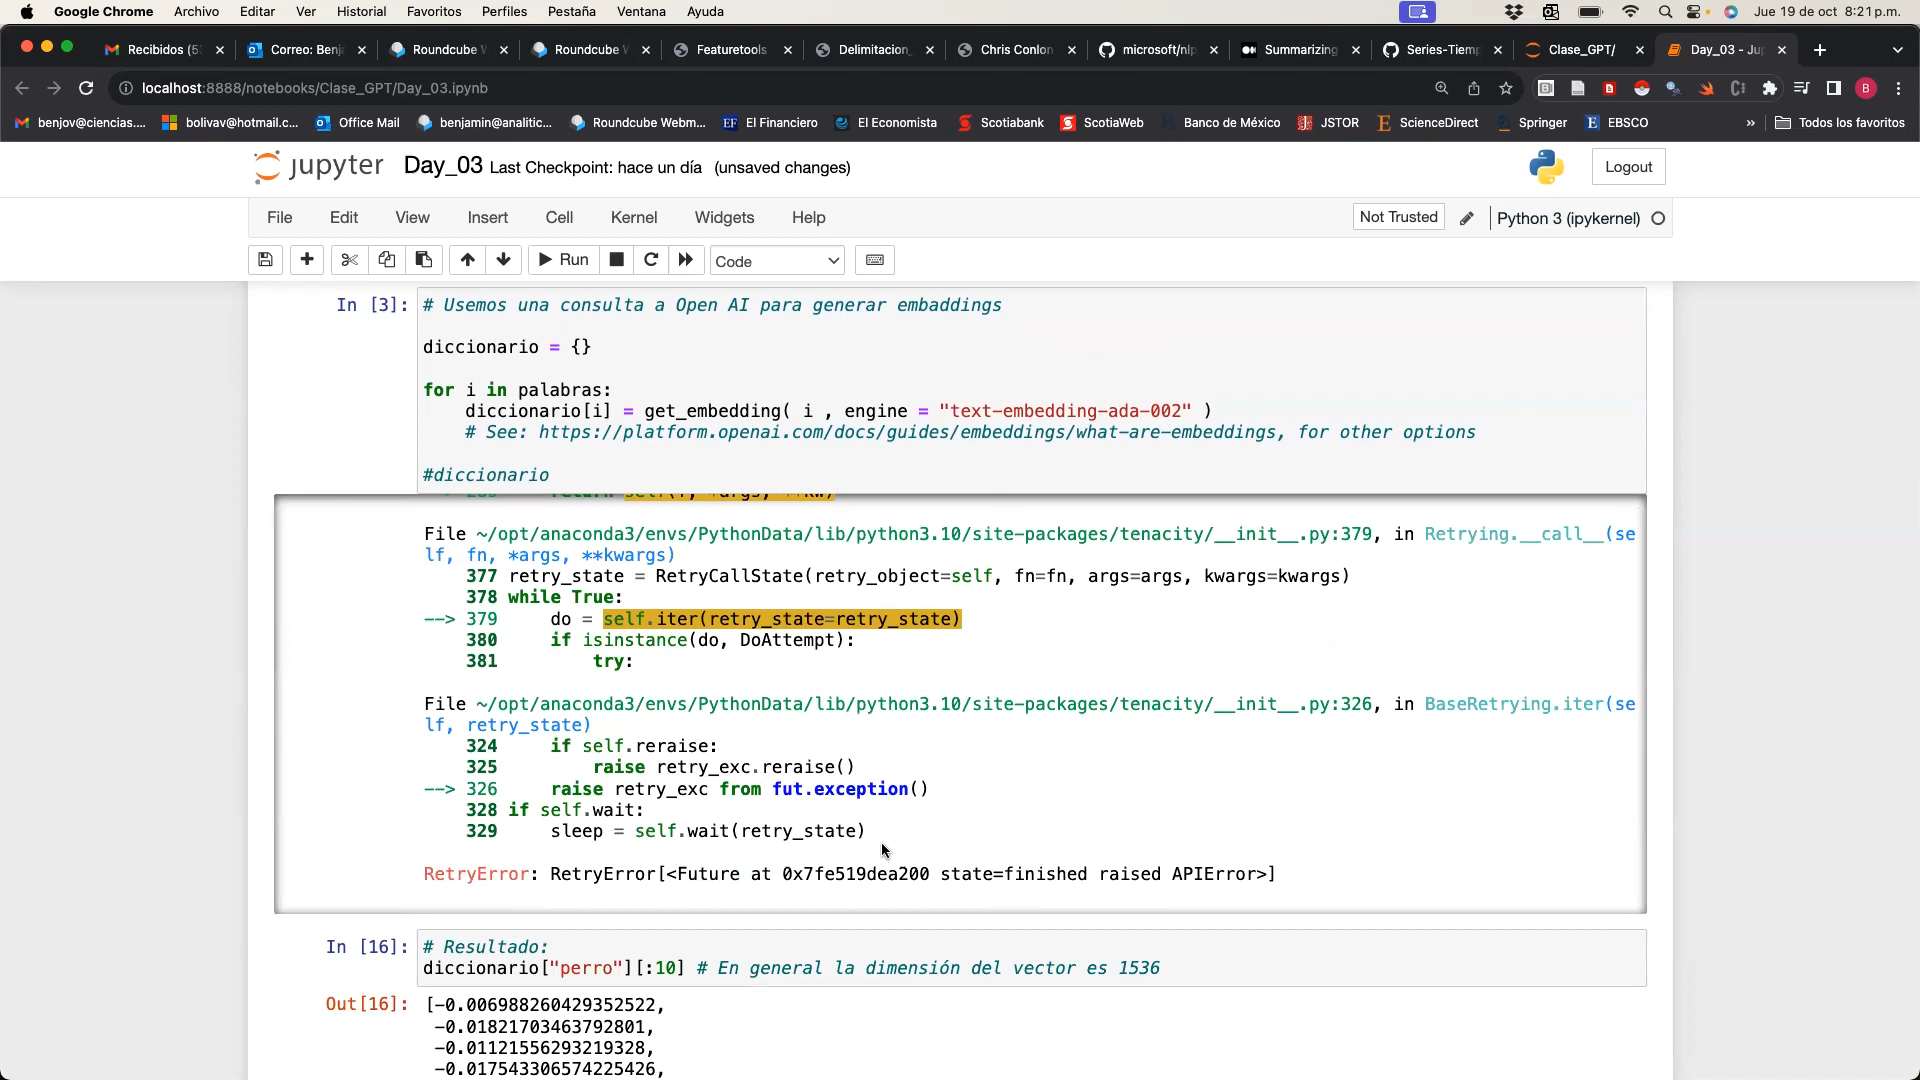 Google Chrome Archivo Editar Ver Historial Favoritos Perfiles Pestaña Ventana Ayuda Jue 19 de oct 8:21 p.m.
Recibidos (5 Correo: Benj Roundcube Roundcube Featuretools Delimitacion_ Chris Conlon microsoft/nlp Summarizing Series-Tiemp Clase_GPT/ Day_03 - Ju
localhost:8888/notebooks/Clase_GPT/Day_03.ipynb
benjov@ciencias.... bolivav@hotmail.c... Office Mail benjamin@analitic... Roundcube Webm... EF El Financiero El Economista Scotiabank ScotiaWeb Banco de México JSTOR ScienceDirect Springer EBSCO » Todos los favoritos
jupyter Day_03 Last Checkpoint: hace un día (unsaved changes) Logout
File Edit View Insert Cell Kernel Widgets Help Not Trusted Python 3 (ipykernel)
Run Code
In [3]: # Usemos una consulta a Open AI para generar embaddings
diccionario = {}
for i in palabras:
diccionario[i] = get_embedding( i , engine = "text-embedding-ada-002" )
# See: https://platform.openai.com/docs/guides/embeddings/what-are-embeddings, for other options
#diccionario
File ~/opt/anaconda3/envs/PythonData/lib/python3.10/site-packages/tenacity/__init__.py:379, in Retrying.__call__(se
lf, fn, *args, **kwargs)
377 retry_state = RetryCallState(retry_object=self, fn=fn, args=args, kwargs=kwargs)
378 while True:
--> 379 do = self.iter(retry_state=retry_state)
380 if isinstance(do, DoAttempt):
381 try:
File ~/opt/anaconda3/envs/PythonData/lib/python3.10/site-packages/tenacity/__init__.py:326, in BaseRetrying.iter(se
lf, retry_state)
324 if self.reraise:
325 raise retry_exc.reraise()
--> 326 raise retry_exc from fut.exception()
328 if self.wait:
329 sleep = self.wait(retry_state)
RetryError: RetryError[<Future at 0x7fe519dea200 state=finished raised APIError>]
In [16]: # Resultado:
diccionario["perro"][:10] # En general la dimensión del vector es 1536
Out[16]: [-0.006988260429352522,
-0.01821703463792801,
-0.01121556293219328,
-0.017543306574225426,